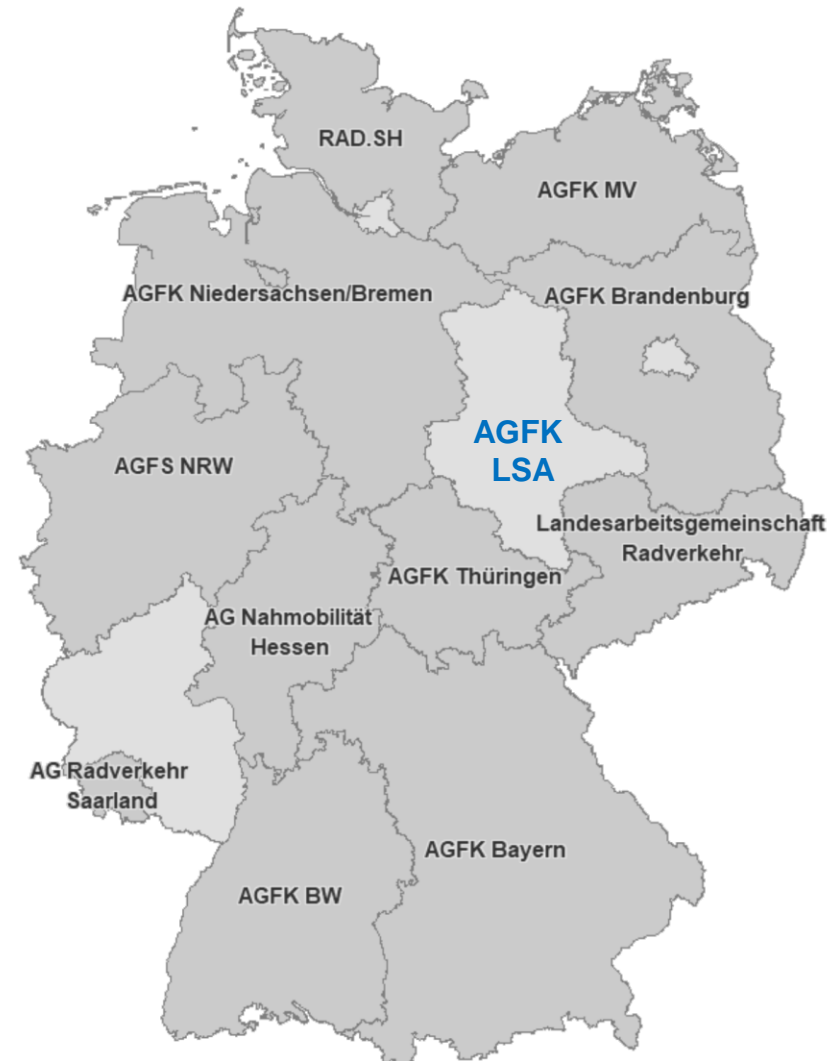 RAD.SH
AGFK MV
AGFK Niedersachsen/Bremen
AGFK Brandenburg
AGFK
LSA
AGFS NRW
Landesarbeitsgemeinschaft
Radverkehr
AGFK Thüringen
AG Nahmobilität
Hessen
AG Radverkehr
Saarland
AGFK Bayern
AGFK BW